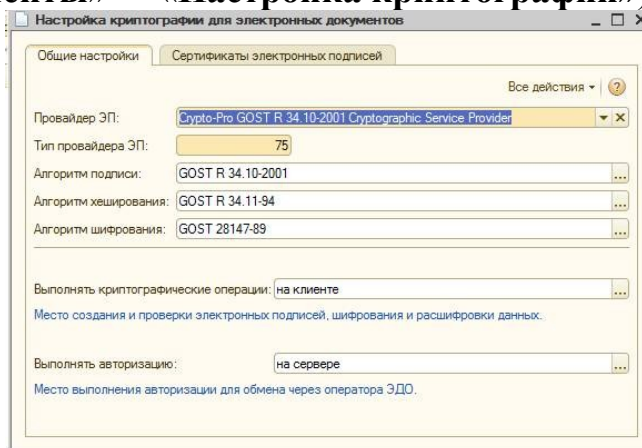 «Настройка криптографии»
Настройка криптографии для электронных документов
Общие настройки Сертификаты электронных подписей
Все действия
Провайдер ЭП: Crypto-Pro GOST R 34.10-2001 Cryptographic Service Provider
Тип провайдера ЭП: 75
Алгоритм подписи: GOST R 34.10-2001
Алгоритм хеширования: GOST R 34.11-94
Алгоритм шифрования: GOST 28147-89
Выполнять криптографические операции: на клиенте
Место создания и проверки электронных подписей, шифрования и расшифровки данных.
Выполнять авторизацию: на сервере
Место выполнения авторизации для обмена через оператора ЭДО.